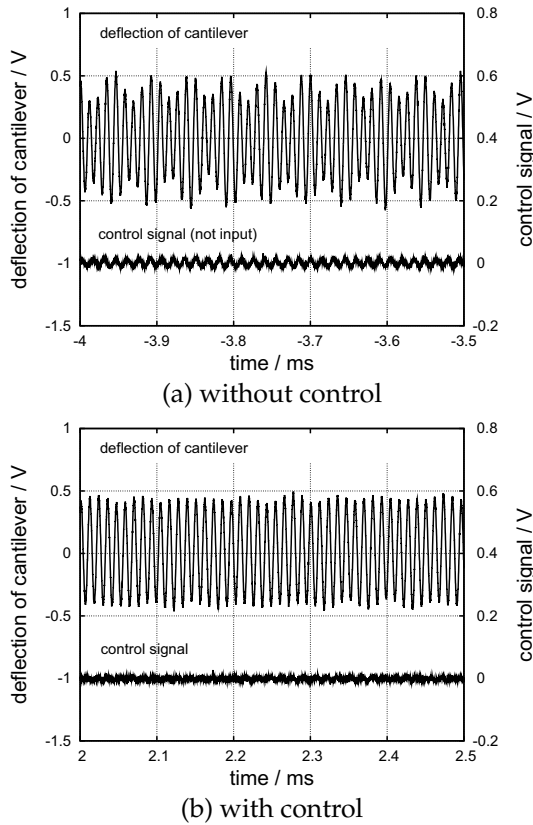 deflection of cantilever / V
1
0.5
0
-0.5
-1
-1.5
deflection of cantilever
control signal (not input)
0.8
0.6
0.4
0.2
0
-0.2
control signal / V
-4 -3.9 -3.8 -3.7 -3.6 -3.5
time / ms
(a) without control
deflection of cantilever / V
1
0.5
0
-0.5
-1
-1.5
deflection of cantilever
control signal
0.8
0.6
0.4
0.2
0
-0.2
control signal / V
2 2.1 2.2 2.3 2.4 2.5
time / ms
(b) with control